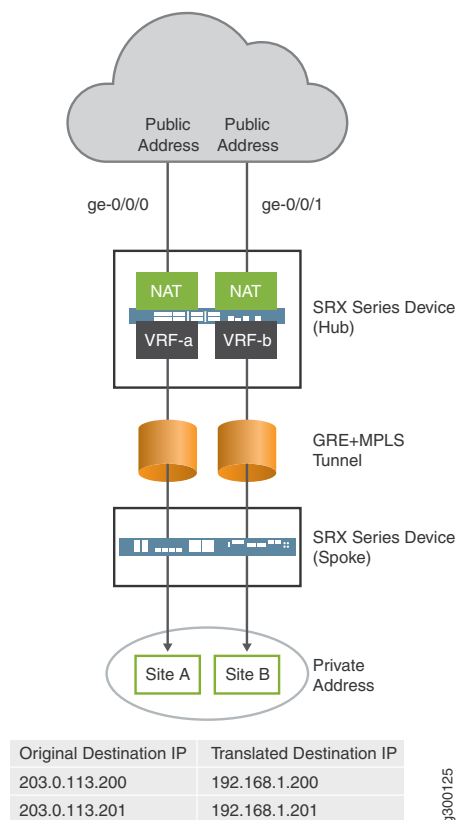 Public Address
Public Address
ge-0/0/0
ge-0/0/1
NAT
NAT
VRF-a
VRF-b
SRX Series Device
(Hub)
GRE+MPLS
Tunnel
SRX Series Device
(Spoke)
Site A
Site B
Private
Address
Original Destination IP Translated Destination IP
203.0.113.200 192.168.1.200
203.0.113.201 192.168.1.201
g300125